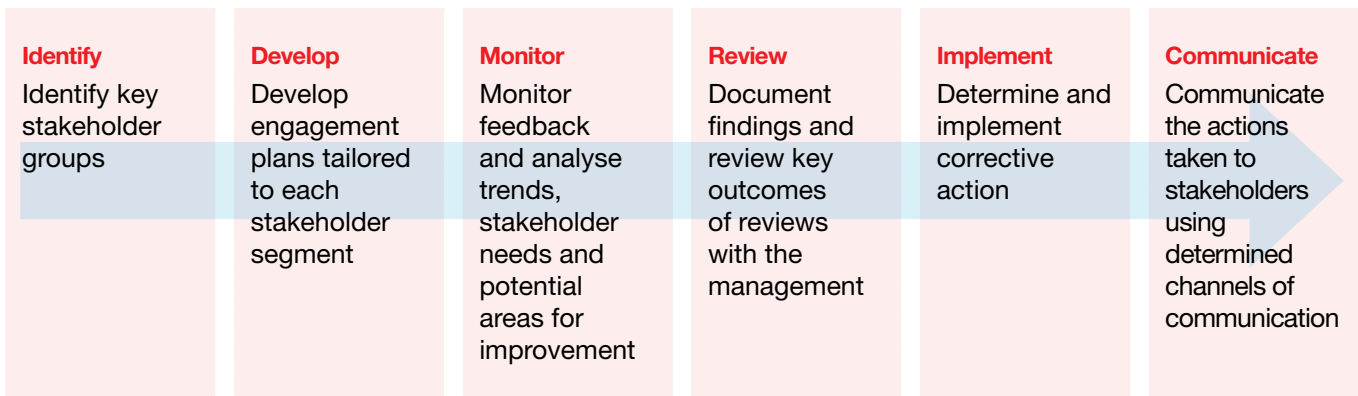 Identify
Identify key
stakeholder
groups
Develop
Develop
engagement
plans tailored
to each
stakeholder
segment
Monitor
Monitor
feedback
and analyse
trends,
stakeholder
needs and
potential
areas for
improvement
Review
Document
findings and
review key
outcomes
of reviews
with the
management
Implement
Determine and
implement
corrective
action
Communicate
Communicate
the actions
taken to
stakeholders
using
determined
channels of
communication